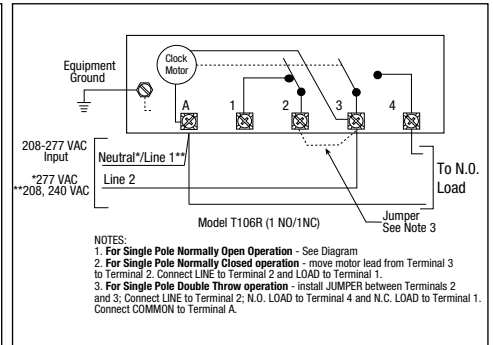 Equipment
Ground
Clock
Motor
A 1 2 3 4
208-277 VAC
Input
*277 VAC
**208, 240 VAC
Neutral*/Line 1**
Line 2
To N.O.
Load
Model T106R (1 NO/1NC)
Jumper
See Note 3
NOTES:
1. For Single Pole Normally Open Operation - See Diagram
2. For Single Pole Normally Closed operation - move motor lead from Terminal 3
to Terminal 2. Connect LINE to Terminal 2 and LOAD to Terminal 1.
3. For Single Pole Double Throw operation - install JUMPER between Terminals 2
and 3; Connect LINE to Terminal 2; N.O. LOAD to Terminal 4 and N.C. LOAD to Terminal 1.
Connect COMMON to Terminal A.